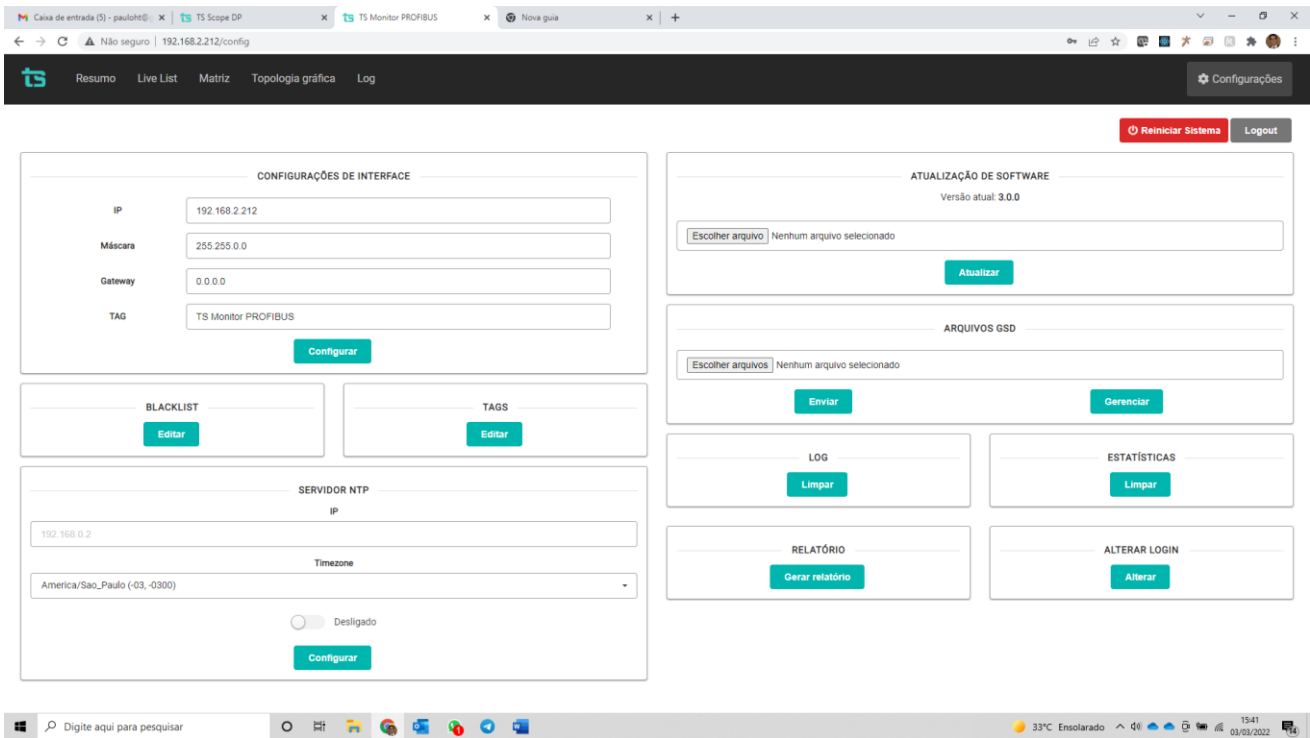 Caixa de entrada (5) - pauloht@
TS Scope DP
TS Monitor PROFIBUS
Nova guia
Não seguro | 192.168.2.212/config
ts
Resumo
Live List
Matriz
Topologia gráfica
Log
Configurações
Reiniciar Sistema
Logout
CONFIGURAÇÕES DE INTERFACE
IP
192.168.2.212
Máscara
255.255.0.0
Gateway
0.0.0.0
TAG
TS Monitor PROFIBUS
Configurar
BLACKLIST
Editar
TAGS
Editar
SERVIDOR NTP
IP
192.168.0.2
Timezone
America/Sao_Paulo (-03, -0300)
Desligado
Configurar
ATUALIZAÇÃO DE SOFTWARE
Versão atual: 3.0.0
Escolher arquivo Nenhum arquivo selecionado
Atualizar
ARQUIVOS GSD
Escolher arquivos Nenhum arquivo selecionado
Enviar
Gerenciar
LOG
Limpar
ESTATÍSTICAS
Limpar
RELATÓRIO
Gerar relatório
ALTERAR LOGIN
Alterar
Digite aqui para pesquisar
33°C Ensolarado
15:41
03/03/2022